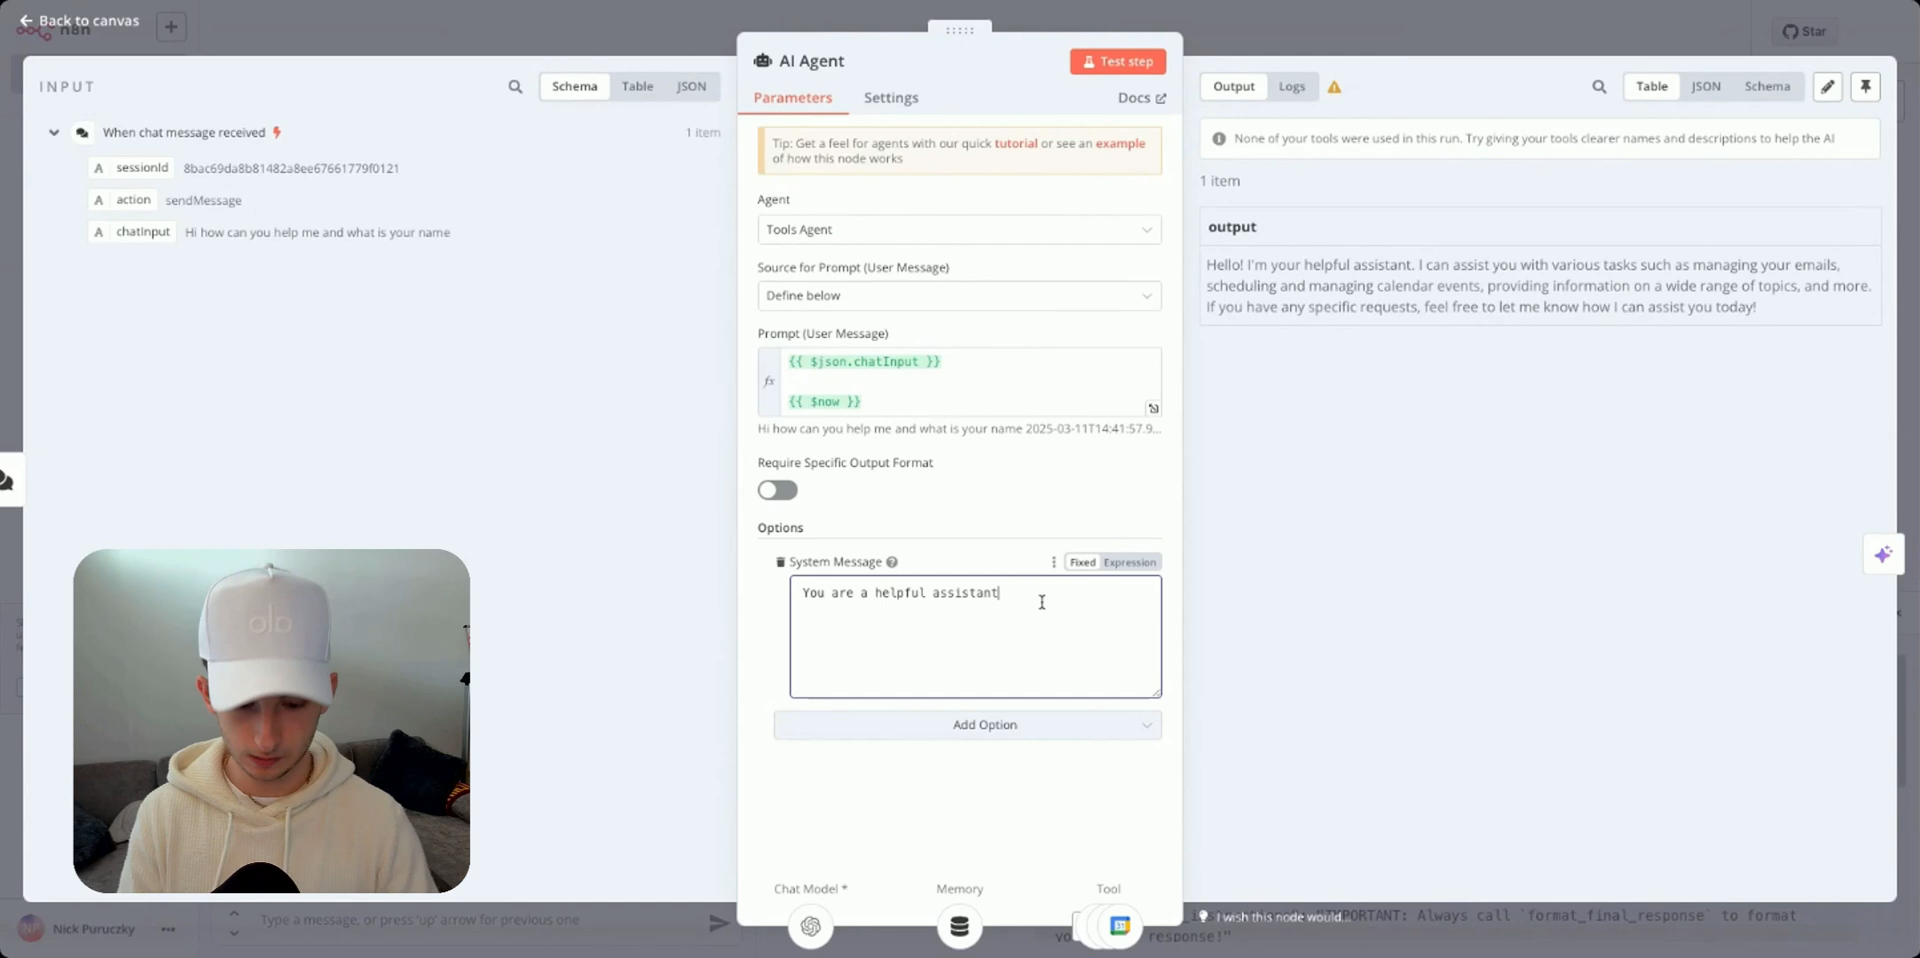 Back to canvas
n8n
Star
INPUT
Schema
Table
JSON
When chat message received
1 item
A sessionId 8bac69da8b81482a8ee67661779f0121
A action sendMessage
A chatInput Hi how can you help me and what is your name
AI Agent
Test step
Parameters
Settings
Docs
Tip: Get a feel for agents with our quick tutorial or see an example
of how this node works
Agent
Tools Agent
Source for Prompt (User Message)
Define below
Prompt (User Message)
fx
{{ $json.chatInput }}
{{ $now }}
Hi how can you help me and what is your name 2025-03-11T14:41:57.9...
Require Specific Output Format
Options
System Message
Fixed
Expression
You are a helpful assistant
Add Option
Chat Model *
Memory
Tool
31
Output
Logs
Table
JSON
Schema
None of your tools were used in this run. Try giving your tools clearer names and descriptions to help the AI
1 item
output
Hello! I'm your helpful assistant. I can assist you with various tasks such as managing your emails,
scheduling and managing calendar events, providing information on a wide range of topics, and more.
If you have any specific requests, feel free to let me know how I can assist you today!
NP
Nick Puruczky
Type a message, or press 'up' arrow for previous one
I wish this node would...
"IMPORTANT: Always call `format_final_response` to format
response!"